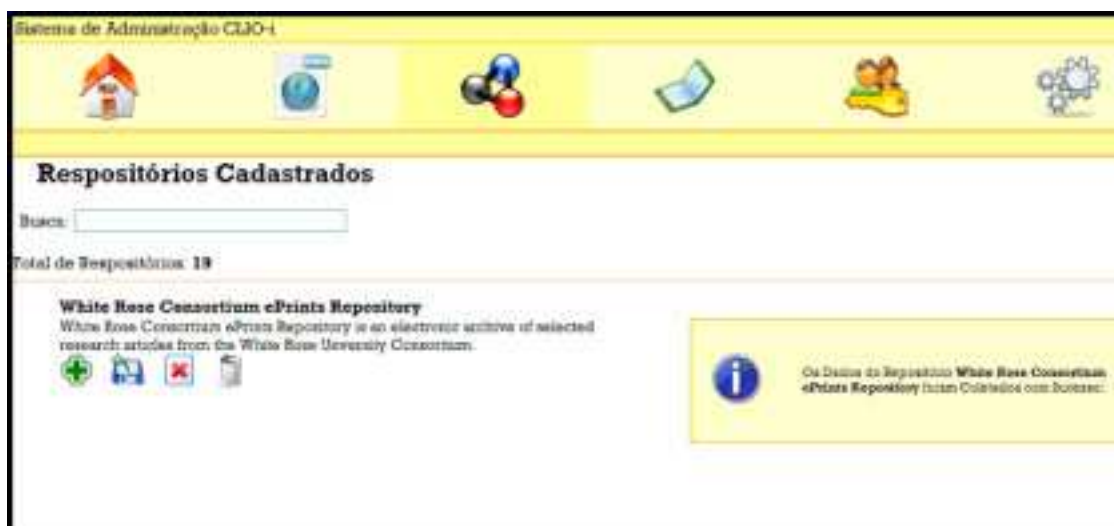 Sistema de Administração CLIO-i
Respositórios Cadastrados
Busca:
Total de Respositórios: 19
White Rose Consortium ePrints Repository
White Rose Consortium ePrints Repository is an electronic archive of selected
research articles from the White Rose University Consortium.
Os Dados do Repositório White Rose Consortium
ePrints Repository foram Coletados com Sucesso!